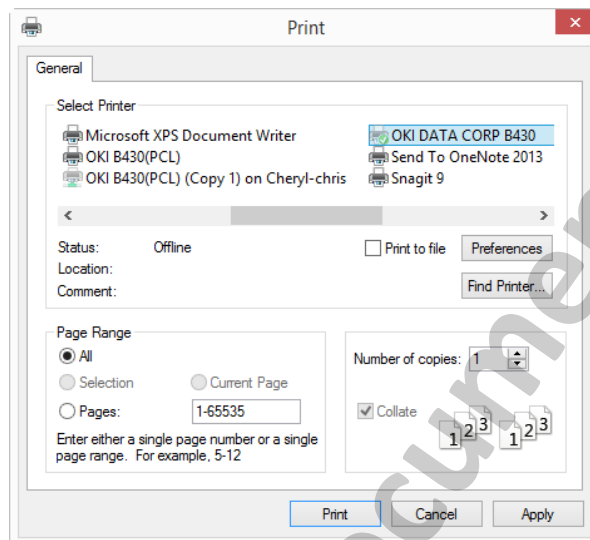 Print
General
Select Printer
Microsoft XPS Document Writer
OKI DATA CORP B430
OKI B430(PCL)
Send To OneNote 2013
OKI B430(PCL) (Copy 1) on Cheryl-chris
Snagit 9
Status: Offline
Print to file
Preferences
Location:
Comment:
Find Printer...
Page Range
All
Number of copies: 1
Selection
Current Page
Pages: 1-65535
Collate
1 2 3 1 2 3
Enter either a single page number or a single
page range. For example, 5-12
Print
Cancel
Apply